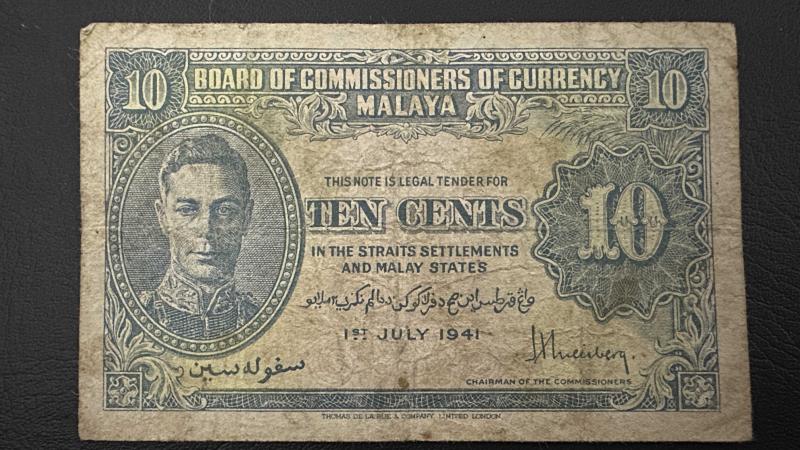 10 10
BOARD OF COMMISSIONERS OF CURRENCY
MALAYA
THIS NOTE IS LEGAL TENDER FOR
TEN CENTS
10
IN THE STRAITS SETTLEMENTS
AND MALAY STATES
1ST JULY 1941
سڤوله سين
CHAIRMAN OF THE COMMISSIONERS
THOMAS DE LA RUE & COMPANY, LIMITED LONDON.